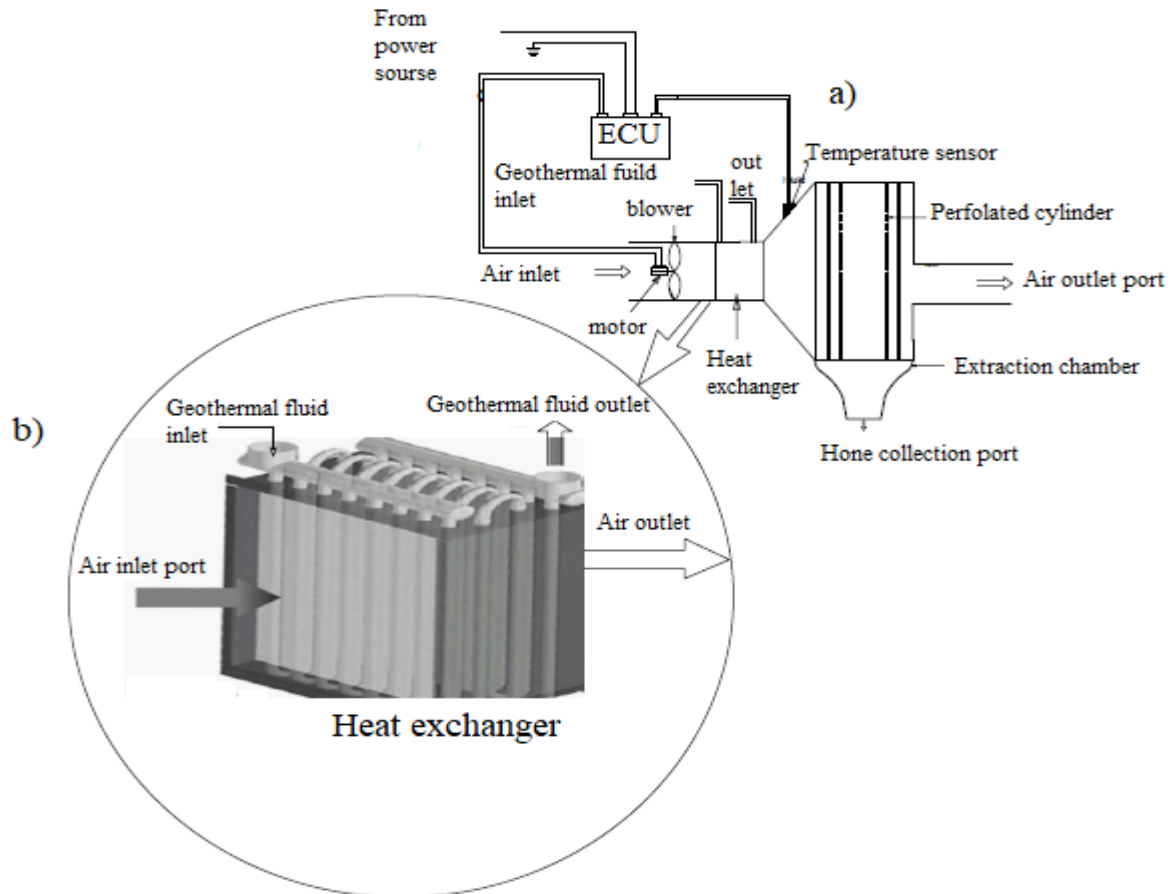 From
power
sourse
a)
ECU
Temperature sensor
Geothermal fuild
inlet
out
let
blower
Perfolated cylinder
Air inlet
Air outlet port
motor
Heat
exchanger
Extraction chamber
Hone collection port
b)
Geothermal fluid
inlet
Geothermal fluid outlet
Air outlet
Air inlet port
Heat exchanger